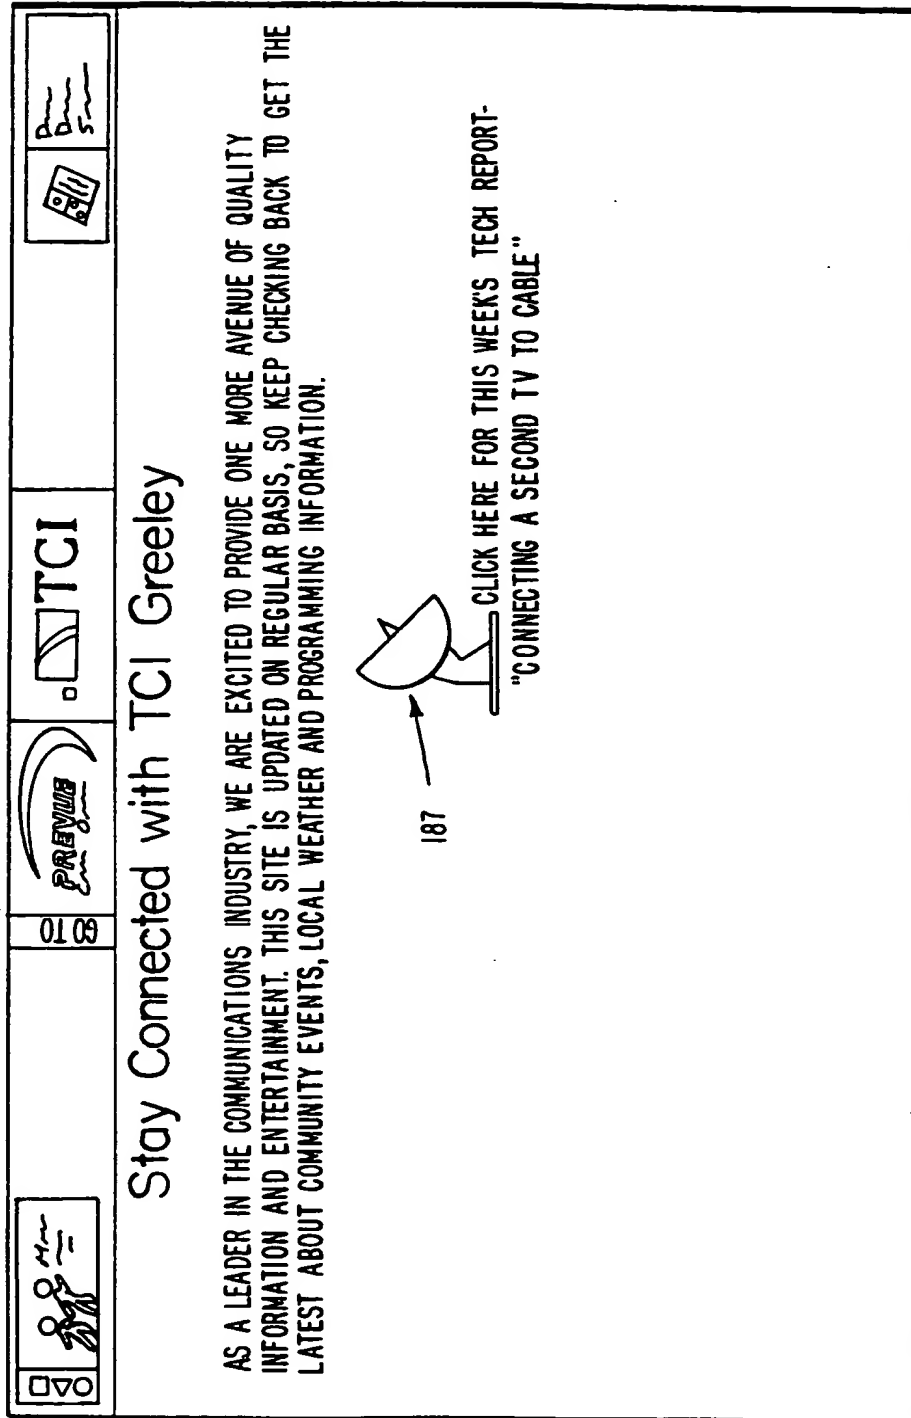 GO TO
PREVUE
TCI
Stay Connected with TCI Greeley
AS A LEADER IN THE COMMUNICATIONS INDUSTRY, WE ARE EXCITED TO PROVIDE ONE MORE AVENUE OF QUALITY
INFORMATION AND ENTERTAINMENT. THIS SITE IS UPDATED ON REGULAR BASIS, SO KEEP CHECKING BACK TO GET THE
LATEST ABOUT COMMUNITY EVENTS, LOCAL WEATHER AND PROGRAMMING INFORMATION.
187
CLICK HERE FOR THIS WEEK'S TECH REPORT-
"CONNECTING A SECOND TV TO CABLE"